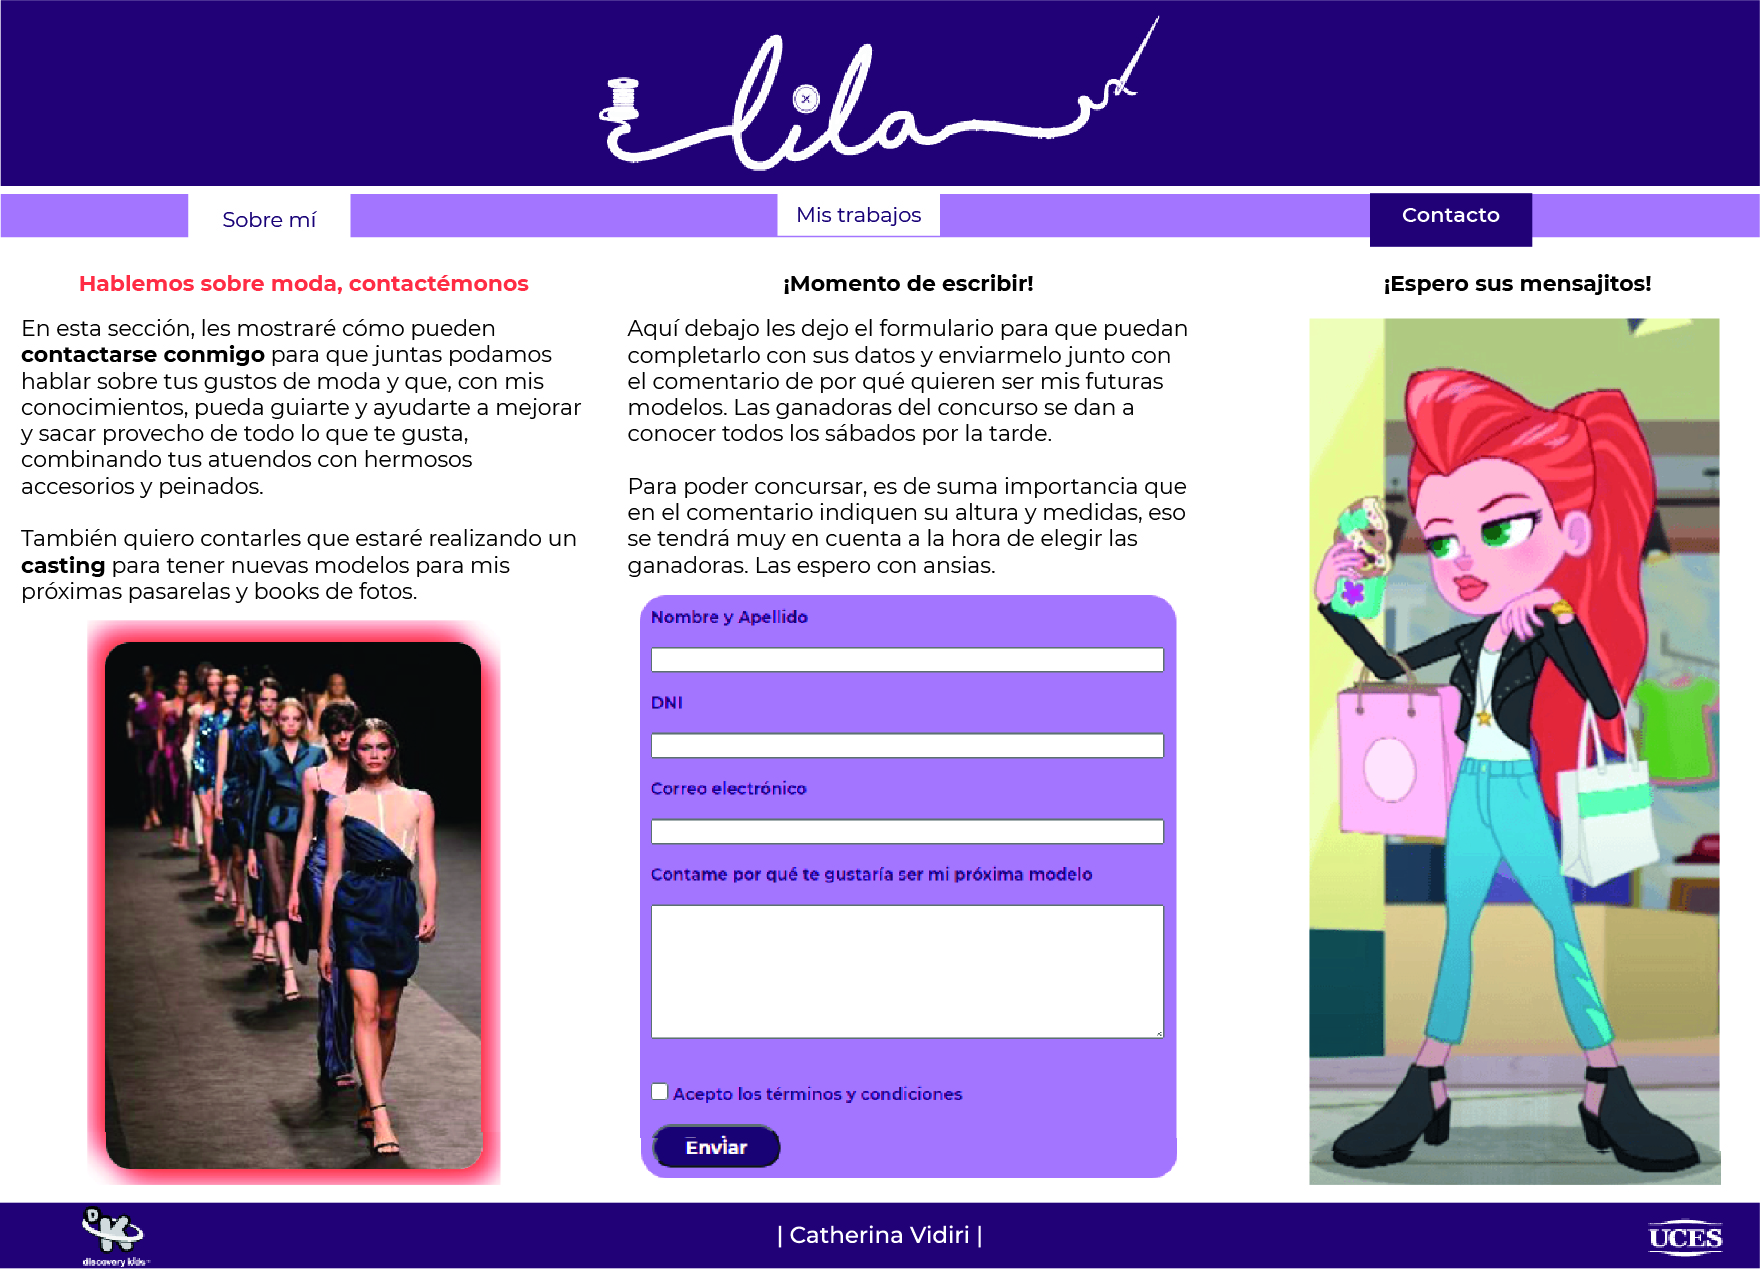 lila
Sobre mí
Mis trabajos
Contacto
Hablemos sobre moda, contactémonos
En esta sección, les mostraré cómo pueden
contactarse conmigo para que juntas podamos
hablar sobre tus gustos de moda y que, con mis
conocimientos, pueda guiarte y ayudarte a mejorar
y sacar provecho de todo lo que te gusta,
combinando tus atuendos con hermosos
accesorios y peinados.
También quiero contarles que estaré realizando un
casting para tener nuevas modelos para mis
próximas pasarelas y books de fotos.
¡Momento de escribir!
Aquí debajo les dejo el formulario para que puedan
completarlo con sus datos y enviarmelo junto con
el comentario de por qué quieren ser mis futuras
modelos. Las ganadoras del concurso se dan a
conocer todos los sábados por la tarde.
Para poder concursar, es de suma importancia que
en el comentario indiquen su altura y medidas, eso
se tendrá muy en cuenta a la hora de elegir las
ganadoras. Las espero con ansias.
Nombre y Apellido
DNI
Correo electrónico
Contame por qué te gustaría ser mi próxima modelo
Acepto los términos y condiciones
Enviar
¡Espero sus mensajitos!
DK
discovery kids
| Catherina Vidiri |
UCES